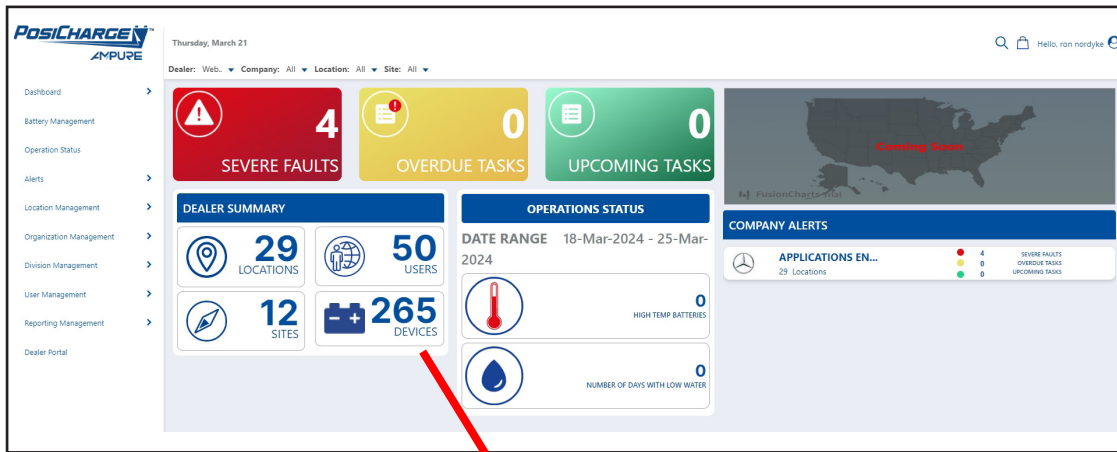 POSICHARGE™
AMPURE
Thursday, March 21
Hello, ron nordyke
Dealer: Web.. Company: All Location: All Site: All
Dashboard
Battery Management
Operation Status
Alerts
Location Management
Organization Management
Division Management
User Management
Reporting Management
Dealer Portal
4
SEVERE FAULTS
0
OVERDUE TASKS
0
UPCOMING TASKS
Coming Soon
FusionCharts Trial
DEALER SUMMARY
29
LOCATIONS
50
USERS
12
SITES
265
DEVICES
OPERATIONS STATUS
DATE RANGE 18-Mar-2024 - 25-Mar-
2024
0
HIGH TEMP BATTERIES
0
NUMBER OF DAYS WITH LOW WATER
COMPANY ALERTS
APPLICATIONS EN...
29 Locations
4 SEVERE FAULTS
0 OVERDUE TASKS
0 UPCOMING TASKS